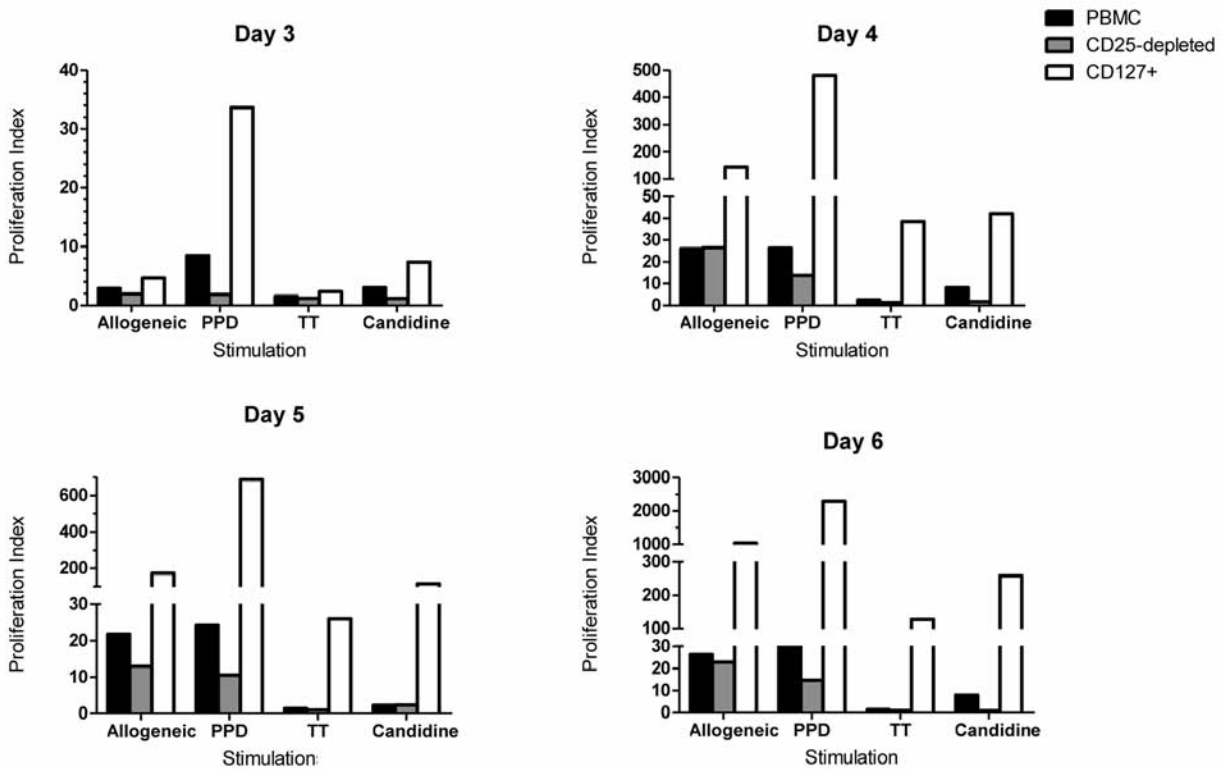 Day 3
40
30
20
10
0
Proliferation Index
Allogeneic PPD TT Candidine
Stimulation
Day 4
500
400
300
200
100
50
40
30
20
10
0
Proliferation Index
Allogeneic PPD TT Candidine
Stimulation
PBMC
CD25-depleted
CD127+
Day 5
600
400
200
30
20
10
0
Proliferation Index
Allogeneic PPD TT Candidine
Stimulation
Day 6
3000
2000
1000
300
200
100
30
20
10
0
Proliferation Index
Allogeneic PPD TT Candidine
Stimulation